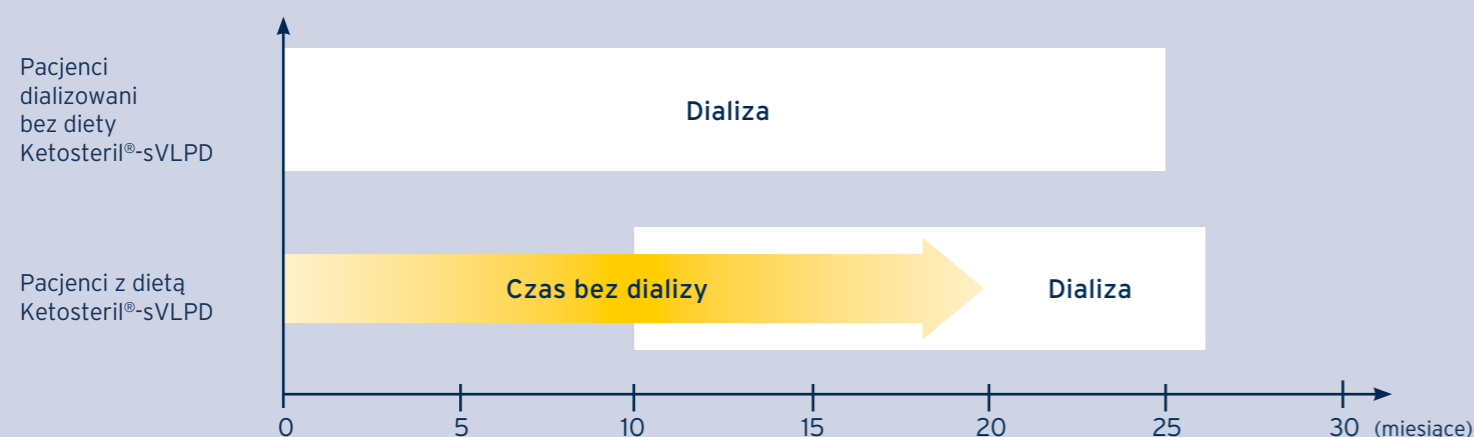 Pacjenci
dializowani
bez diety
Ketosteril®-sVLPD
Dializa
Pacjenci z dietą
Ketosteril®-sVLPD
Czas bez dializy
Dializa
0 5 10 15 20 25 30 (miesiace)